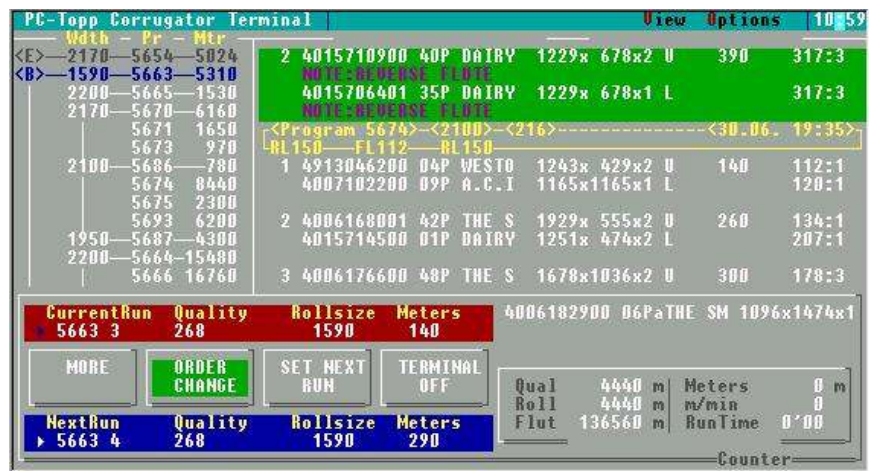 PC-Topp Corrugator Terminal View Options 10:59
Wdth - Pr - Mtr
<E>—2170—5654—5024
<B>—1590—5663—5310
2200—5665—1530
2170—5670—6160
5671 1650
5673 970
2100—5686——780
5674 8440
5675 2300
5693 6200
1950—5687—4300
2200—5664-15480
5666 16760
2 4015710900 40P DAIRY 1229x 678x2 U 390 317:3
NOTE:REVERSE FLUTE
4015706401 35P DAIRY 1229x 678x1 L 317:3
NOTE:REVERSE FLUTE
<Program 5674>-<2100>-<216>---------------<30.06. 19:35>
RL150——FL112——RL150
1 4913046200 04P WESTO 1243x 429x2 U 140 112:1
4007102200 09P A.C.I 1165x1165x1 L 120:1
2 4006168001 42P THE S 1929x 555x2 U 260 134:1
4015714500 01P DAIRY 1251x 474x2 L 207:1
3 4006176600 48P THE S 1678x1036x2 U 300 178:3
CurrentRun Quality Rollsize Meters
5663 3 268 1590 140
4006182900 06PaTHE SM 1096x1474x1
MORE
ORDER CHANGE
SET NEXT RUN
TERMINAL OFF
NextRun Quality Rollsize Meters
5663 4 268 1590 290
Qual 4440 m Meters 0 m
Roll 4440 m m/min 0
Flut 136560 m RunTime 0'00
Counter